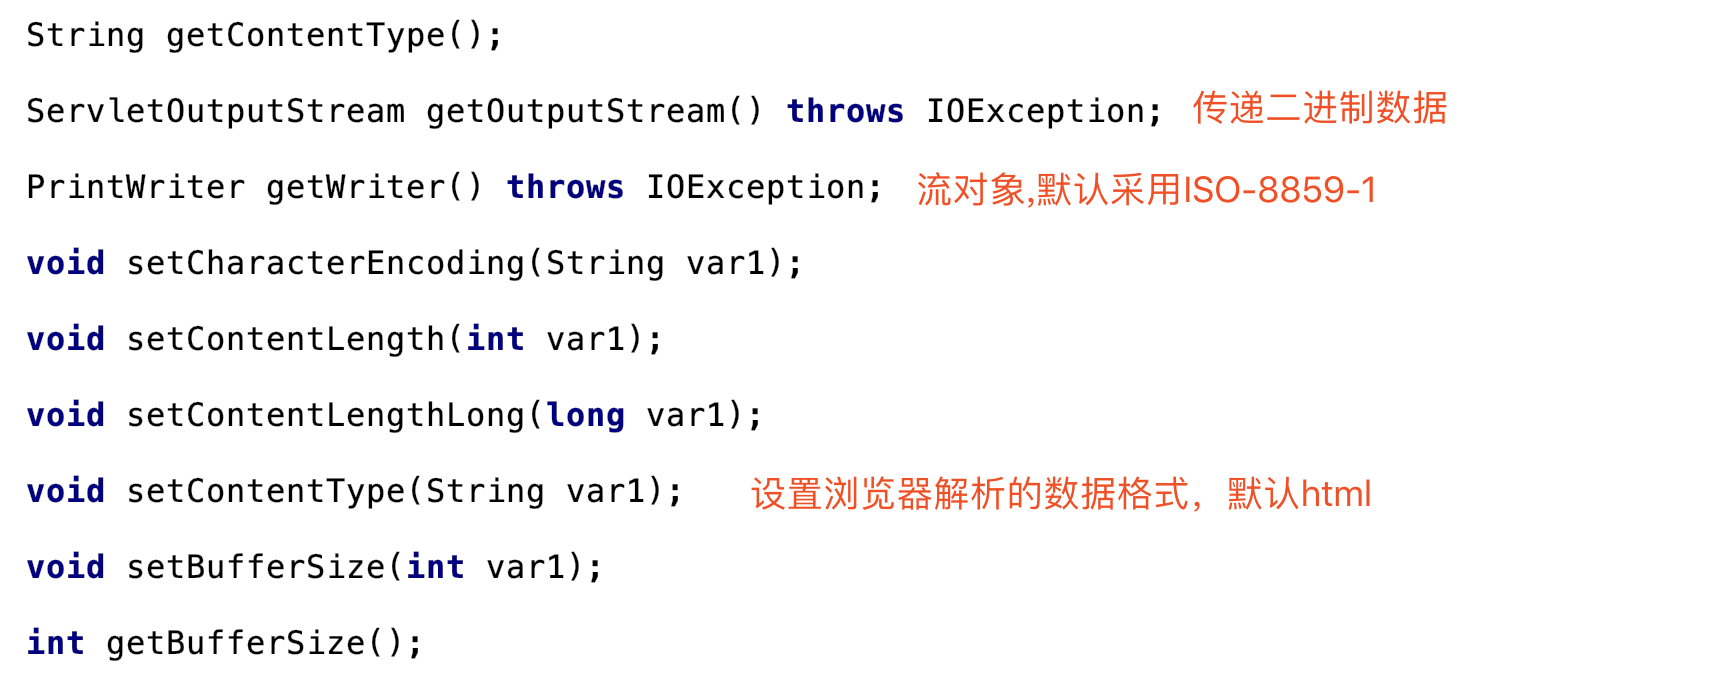 String getContentType();
ServletOutputStream getOutputStream() throws IOException; 传递二进制数据
PrintWriter getWriter() throws IOException; 流对象,默认采用ISO-8859-1
void setCharacterEncoding(String var1);
void setContentLength(int var1);
void setContentLengthLong(long var1);
void setContentType(String var1); 设置浏览器解析的数据格式，默认html
void setBufferSize(int var1);
int getBufferSize();